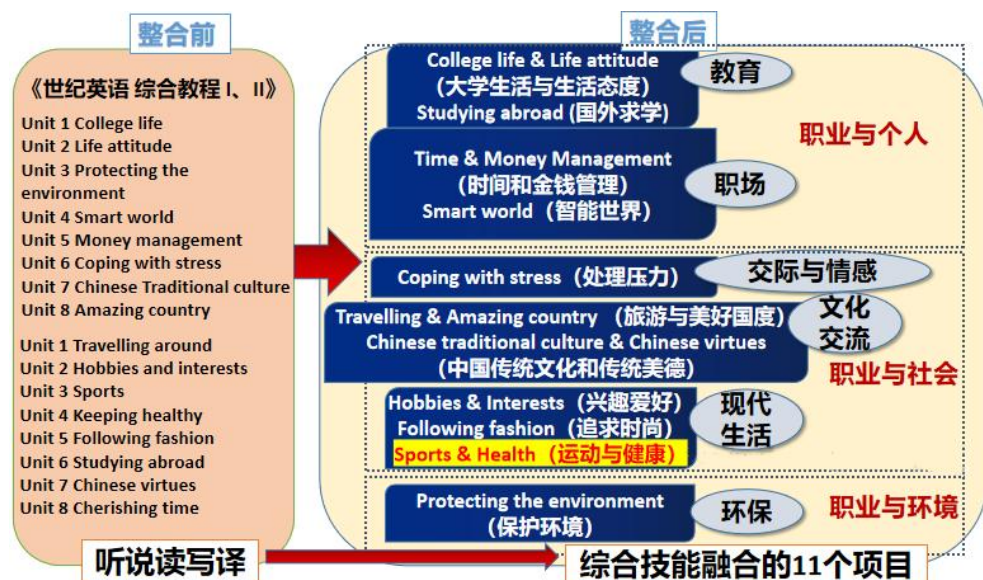 整合前
《世纪英语 综合教程 I、II》
Unit 1 College life
Unit 2 Life attitude
Unit 3 Protecting the
environment
Unit 4 Smart world
Unit 5 Money management
Unit 6 Coping with stress
Unit 7 Chinese Traditional culture
Unit 8 Amazing country
Unit 1 Travelling around
Unit 2 Hobbies and interests
Unit 3 Sports
Unit 4 Keeping healthy
Unit 5 Following fashion
Unit 6 Studying abroad
Unit 7 Chinese virtues
Unit 8 Cherishing time
听说读写译
整合后
College life & Life attitude
(大学生活与生活态度)
Studying abroad (国外求学)
教育
Time & Money Management
(时间和金钱管理)
Smart world（智能世界）
职场
职业与个人
Coping with stress（处理压力）
交际与情感
Travelling & Amazing country （旅游与美好国度）
Chinese traditional culture & Chinese virtues
（中国传统文化和传统美德）
文化
交流
Hobbies & Interests（兴趣爱好）
Following fashion（追求时尚）
Sports & Health（运动与健康）
现代
生活
职业与社会
Protecting the environment
（保护环境）
环保
职业与环境
综合技能融合的11个项目